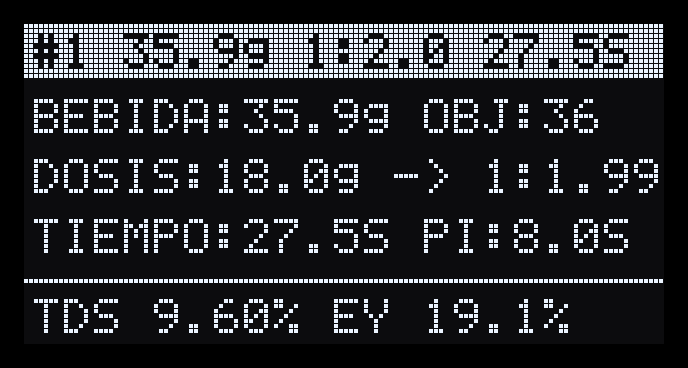 #1 35.9g 1:2.0 27.5S
BEBIDA:35.9g OBJ:36
DOSIS:18.0g -> 1:1.99
TIEMPO:27.5S PI:8.0S
TDS 9.60% EY 19.1%